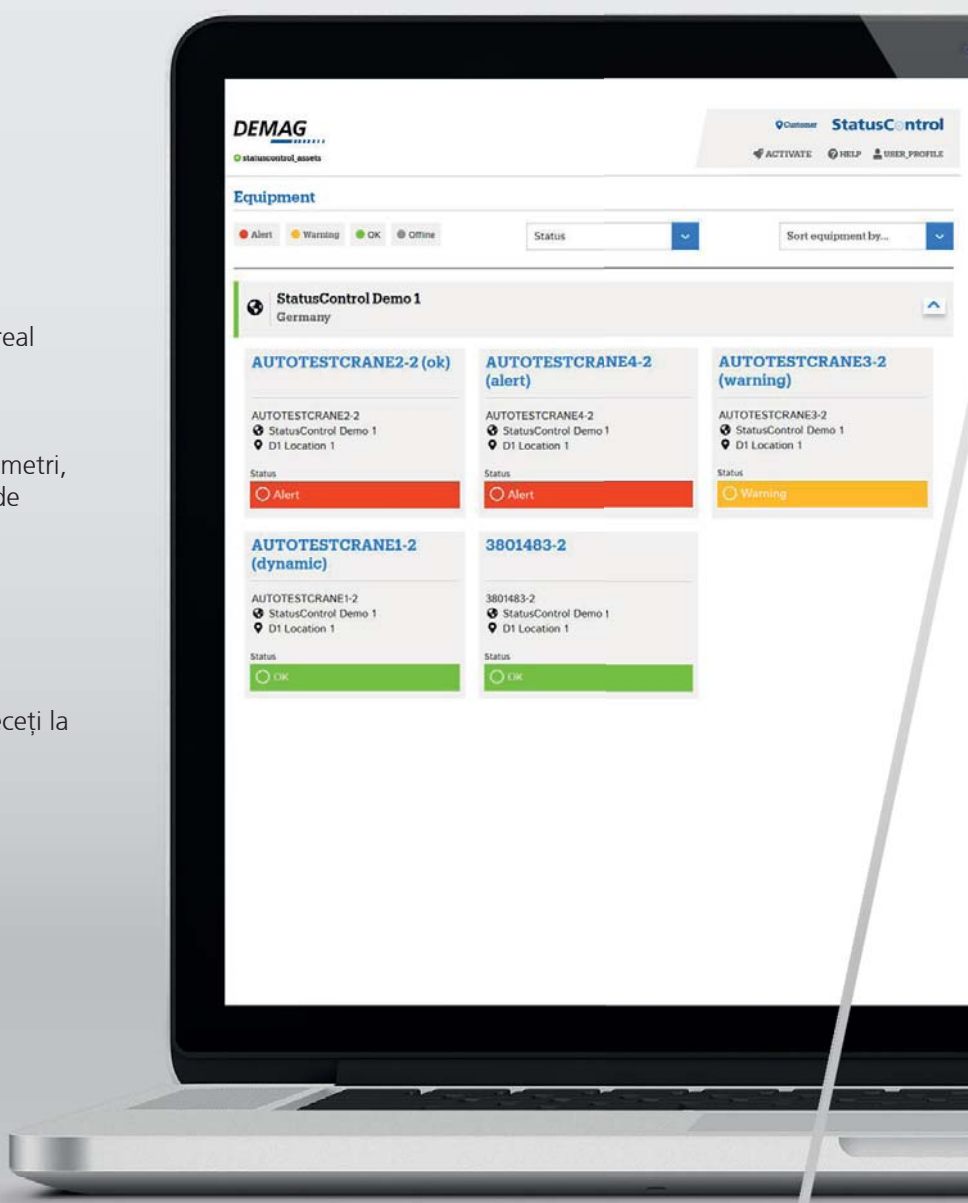 real
metri,
de
eceți la
DEMAG
statuscontrol_assets
Customer StatusControl
ACTIVATE HELP USER_PROFILE
Equipment
Alert Warning OK Offline
Status
Sort equipment by...
StatusControl Demo 1
Germany
AUTOTESTCRANE2-2 (ok)
AUTOTESTCRANE2-2
StatusControl Demo 1
D1 Location 1
Status
Alert
AUTOTESTCRANE4-2
(alert)
AUTOTESTCRANE4-2
StatusControl Demo 1
D1 Location 1
Status
Alert
AUTOTESTCRANE3-2
(warning)
AUTOTESTCRANE3-2
StatusControl Demo 1
D1 Location 1
Status
Warning
AUTOTESTCRANE1-2
(dynamic)
AUTOTESTCRANE1-2
StatusControl Demo 1
D1 Location 1
Status
OK
3801483-2
3801483-2
StatusControl Demo 1
D1 Location 1
Status
OK